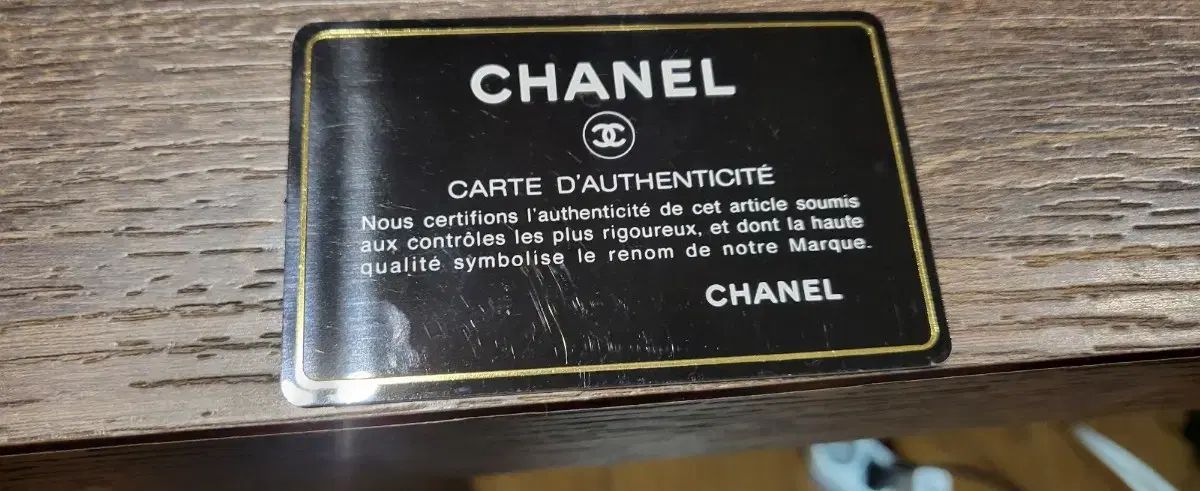 CHANEL
CARTE D'AUTHENTICITÉ
Nous certifions l'authenticité de cet article soumis
aux contrôles les plus rigoureux, et dont la haute
qualité symbolise le renom de notre Marque.
CHANEL